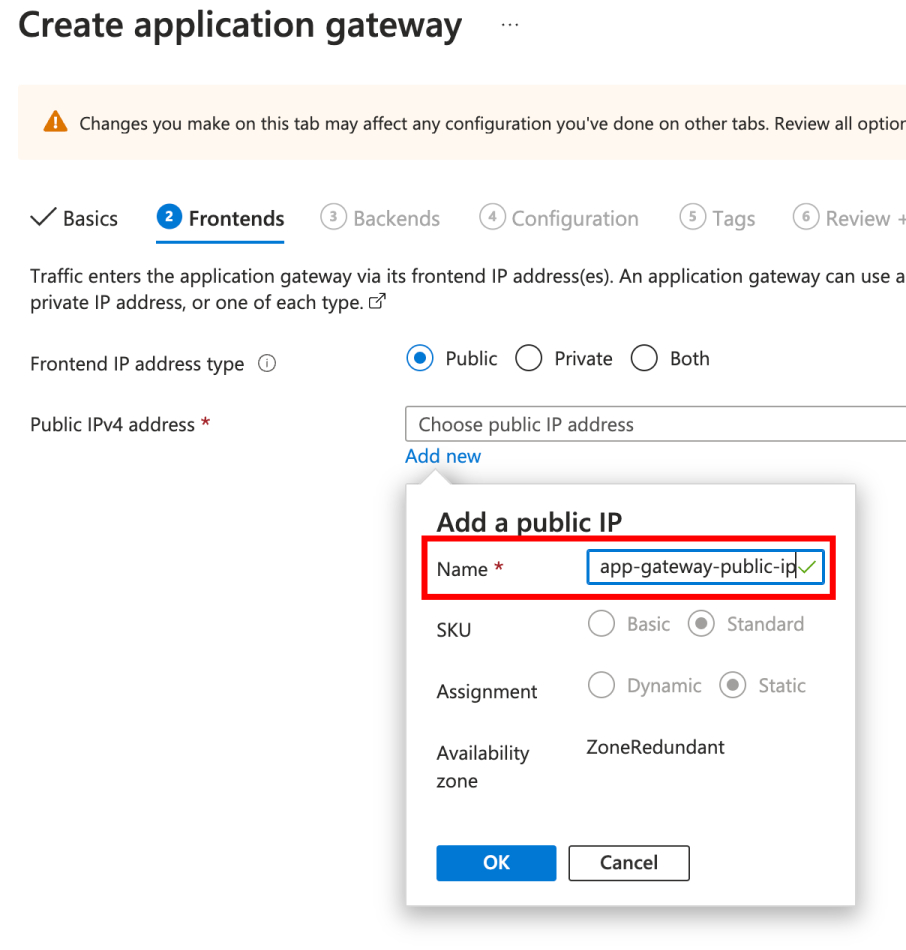 Create application gateway ...
Changes you make on this tab may affect any configuration you've done on other tabs. Review all
Basics 2 Frontends 3 Backends 4 Configuration 5 Tags 6 Review +
Traffic enters the application gateway via its frontend IP address(es). An application gateway can use a
private IP address, or one of each type.
Frontend IP address type Public Private Both
Public IPv4 address * Choose public IP address
Add new
Add a public IP
Name * app-gateway-public-ip
SKU Basic Standard
Assignment Dynamic Static
Availability ZoneRedundant
zone
OK Cancel